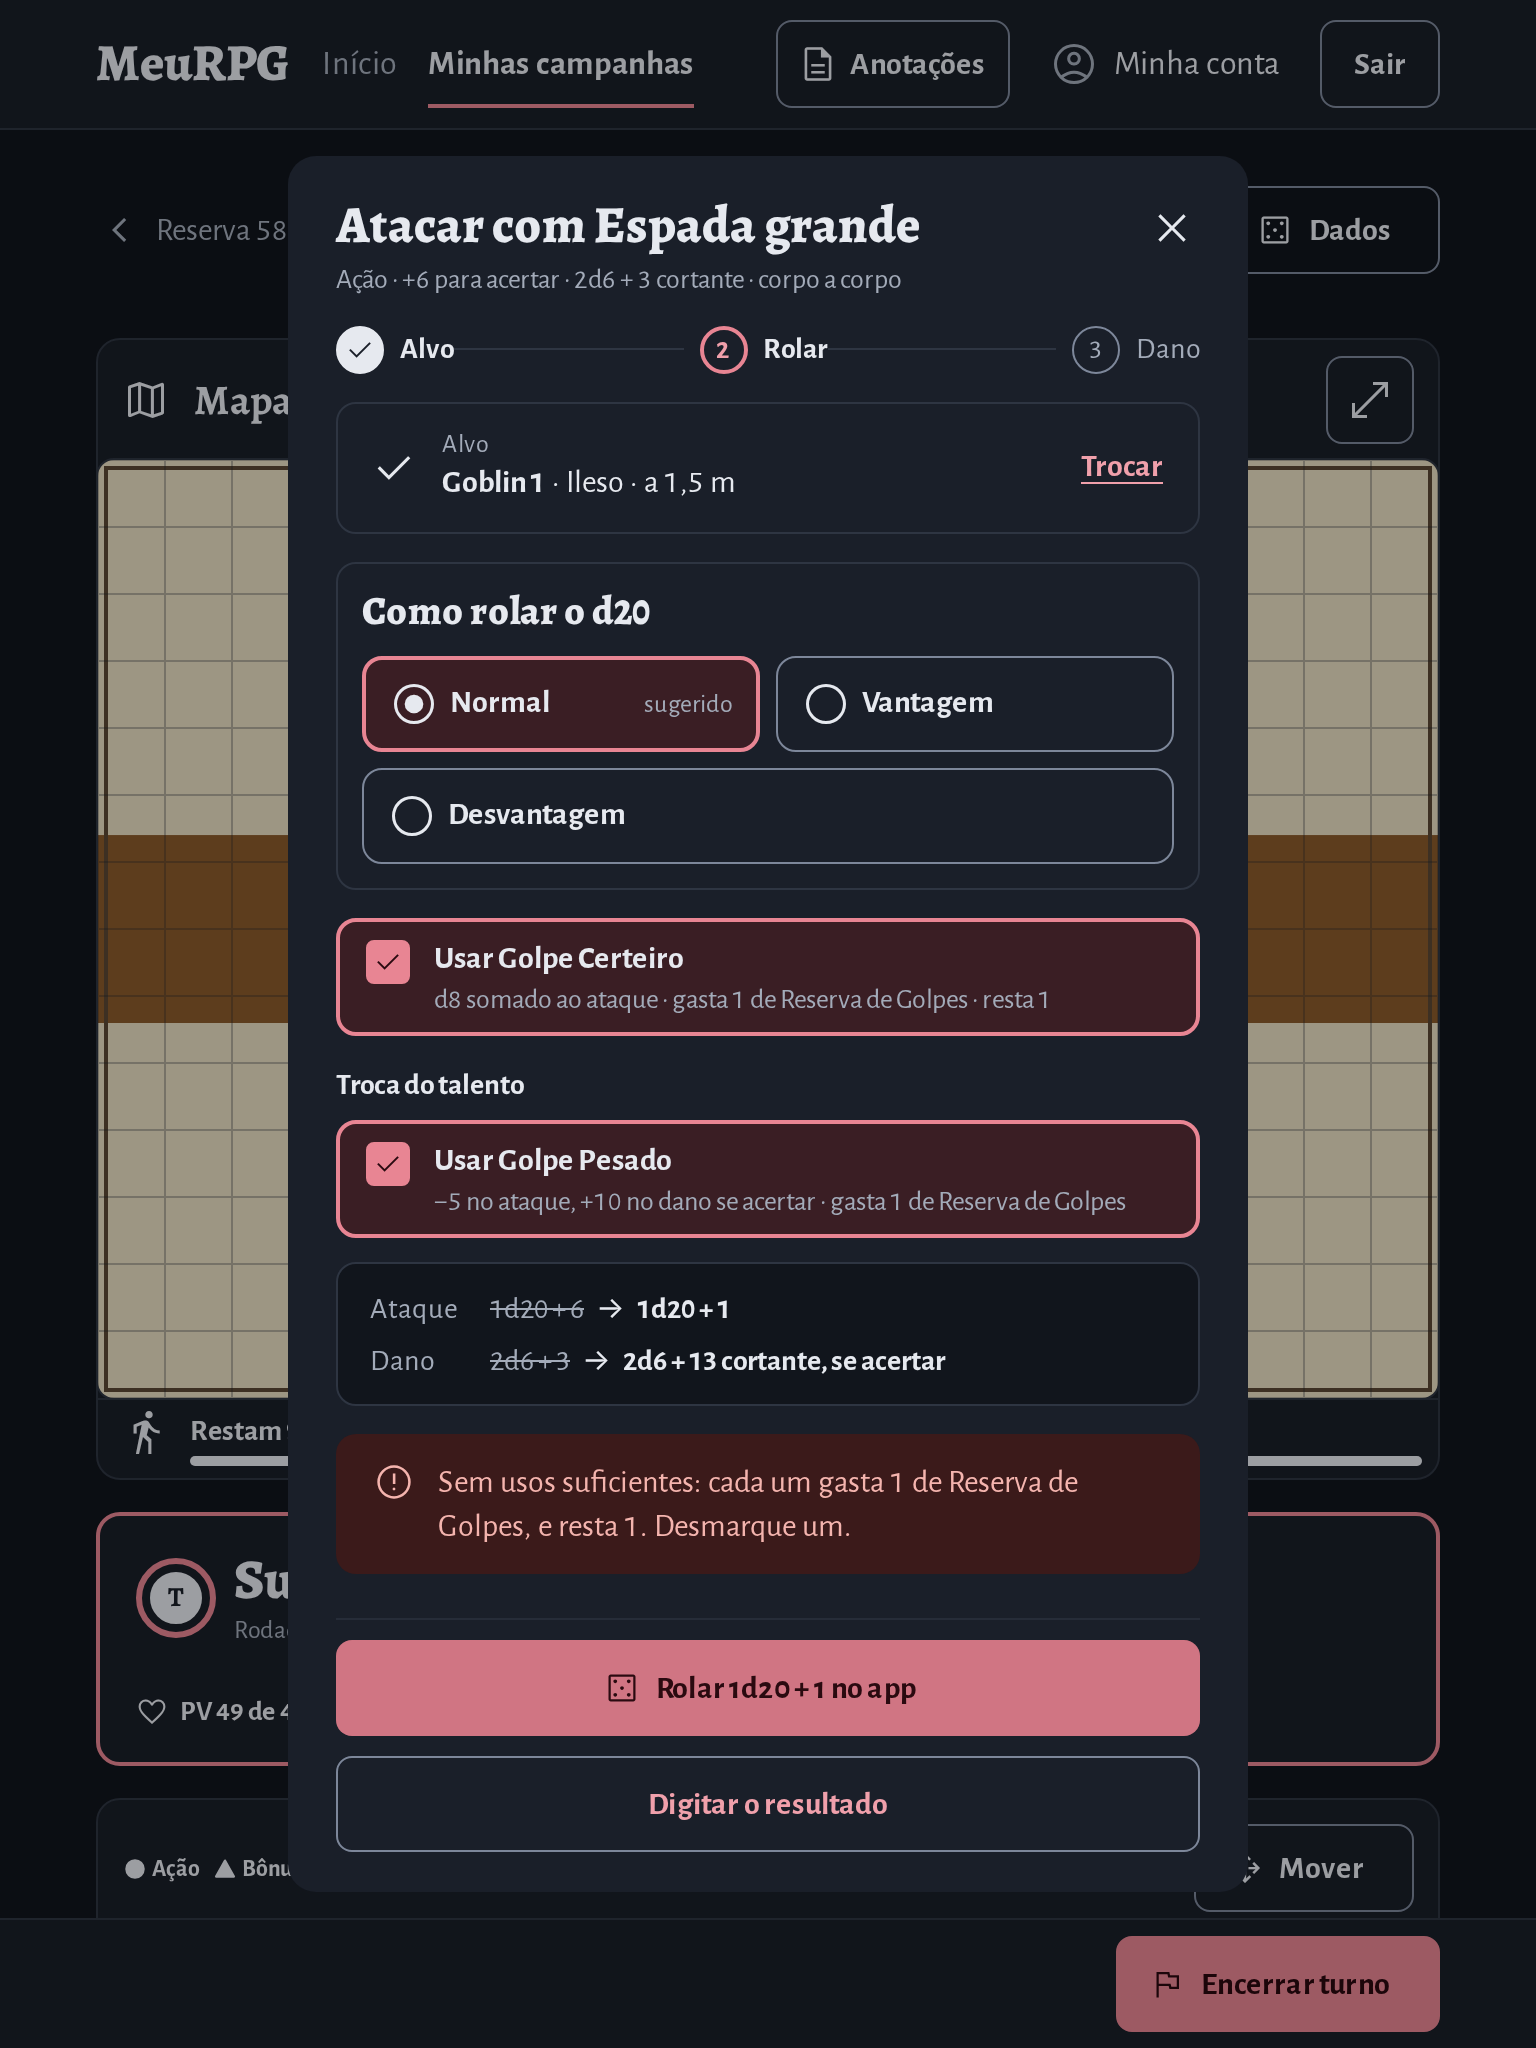 MeuRPG Início Minhas campanhas Anotações Minha conta Sair
Reserva 58 Dados
Atacar com Espada grande
Ação · +6 para acertar · 2d6 + 3 cortante · corpo a corpo
Alvo 2 Rolar 3 Dano
Mapa
Alvo
Goblin 1 · Ileso · a 1,5 m
Trocar
Como rolar o d20
Normal sugerido Vantagem
Desvantagem
Usar Golpe Certeiro
d8 somado ao ataque · gasta 1 de Reserva de Golpes · resta 1
Troca do talento
Usar Golpe Pesado
−5 no ataque, +10 no dano se acertar · gasta 1 de Reserva de Golpes
Ataque 1d20 + 6 → 1d20 + 1
Dano 2d6 + 3 → 2d6 + 13 cortante, se acertar
Restam
Sem usos suficientes: cada um gasta 1 de Reserva de
Golpes, e resta 1. Desmarque um.
T Su
Roda
PV 49 de 4
Rolar 1d20 + 1 no app
Digitar o resultado
Ação Bônu Mover
Encerrar turno